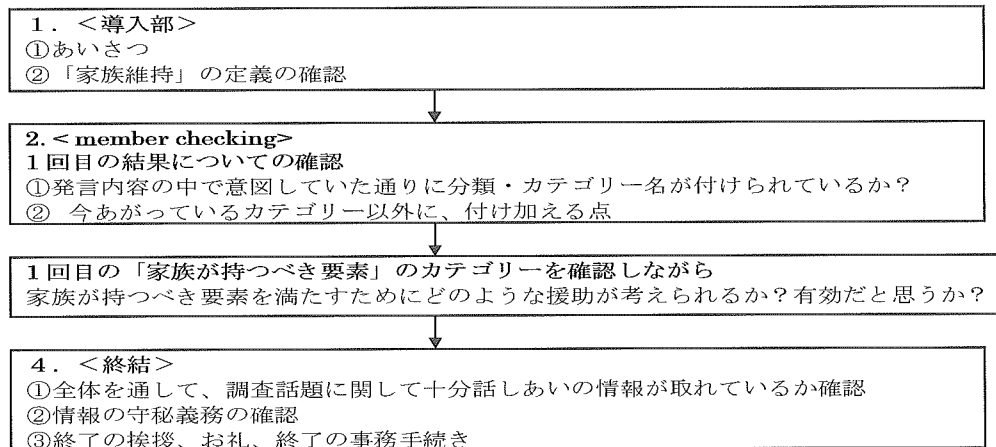 1．＜導入部＞
①あいさつ
②「家族維持」の定義の確認
2. < member checking>
1回目の結果についての確認
①発言内容の中で意図していた通りに分類・カテゴリー名が付けられているか？
② 今あがっているカテゴリー以外に、付け加える点
1回目の「家族が持つべき要素」のカテゴリーを確認しながら
家族が持つべき要素を満たすためにどのような援助が考えられるか？有効だと思うか？
4．＜終結＞
①全体を通して、調査話題に関して十分話しあいの情報が取れているか確認
②情報の守秘義務の確認
③終了の挨拶、お礼、終了の事務手続き